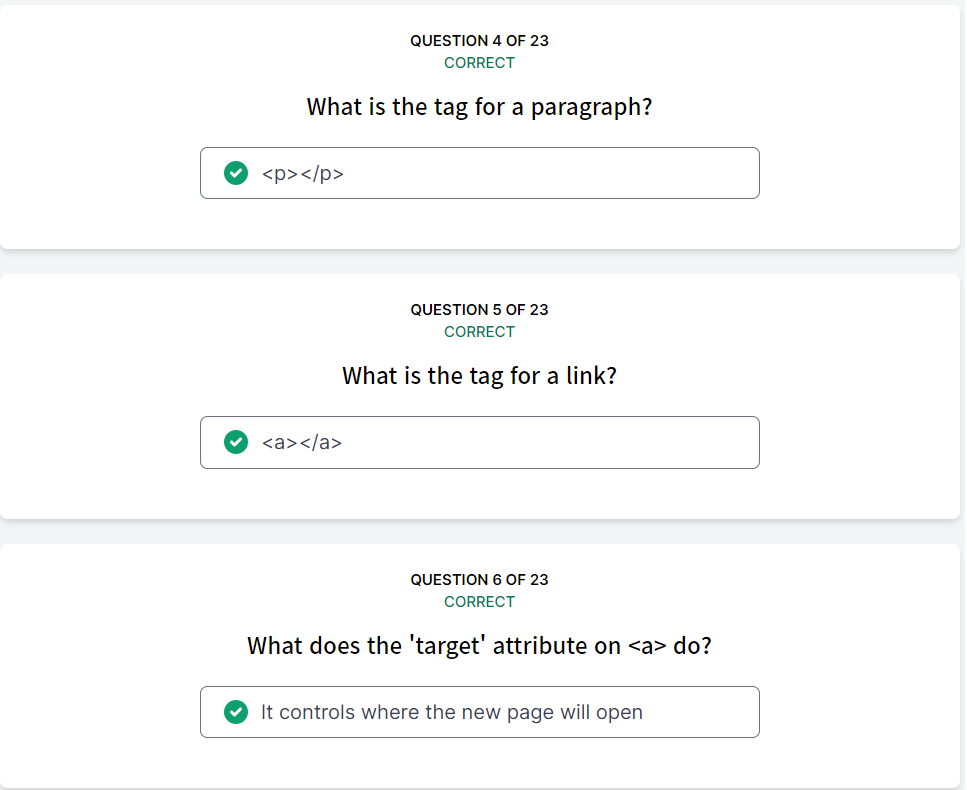 QUESTION 4 OF 23
CORRECT
What is the tag for a paragraph?
<p></p>
QUESTION 5 OF 23
CORRECT
What is the tag for a link?
<a></a>
QUESTION 6 OF 23
CORRECT
What does the 'target' attribute on <a> do?
It controls where the new page will open